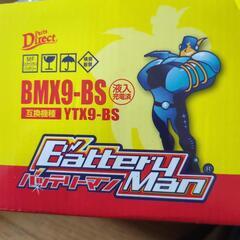 Parts
Direct
BMX9-BS
液入
充電済
互換機種
YTX9-BS
Battery
Man
®
バッテリーマン